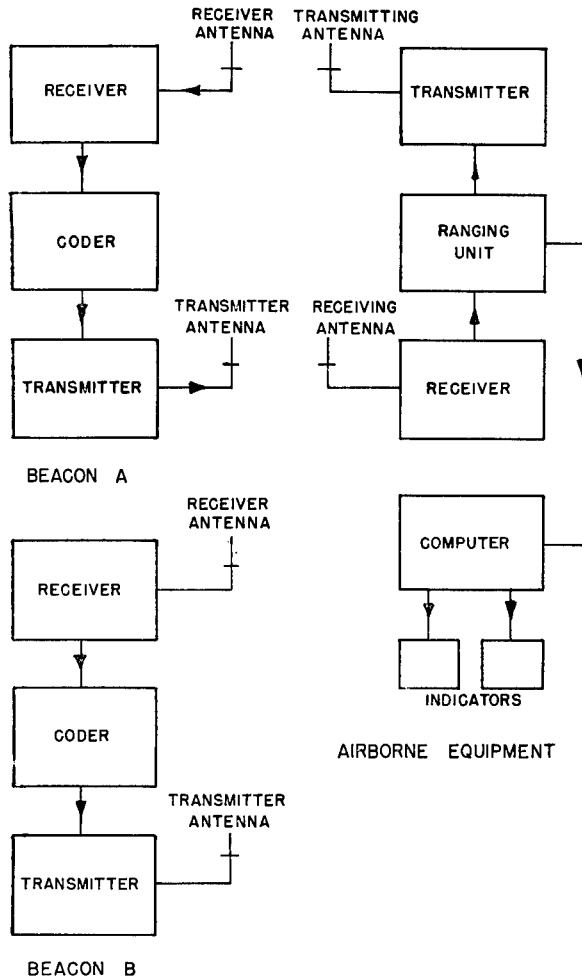 RECEIVER
ANTENNA
RECEIVER
CODER
TRANSMITTER
ANTENNA
TRANSMITTER
BEACON A
RECEIVER
ANTENNA
RECEIVER
CODER
TRANSMITTER
ANTENNA
TRANSMITTER
BEACON B
TRANSMITTING
ANTENNA
TRANSMITTER
RANGING
UNIT
RECEIVING
ANTENNA
RECEIVER
COMPUTER
INDICATORS
AIRBORNE EQUIPMENT